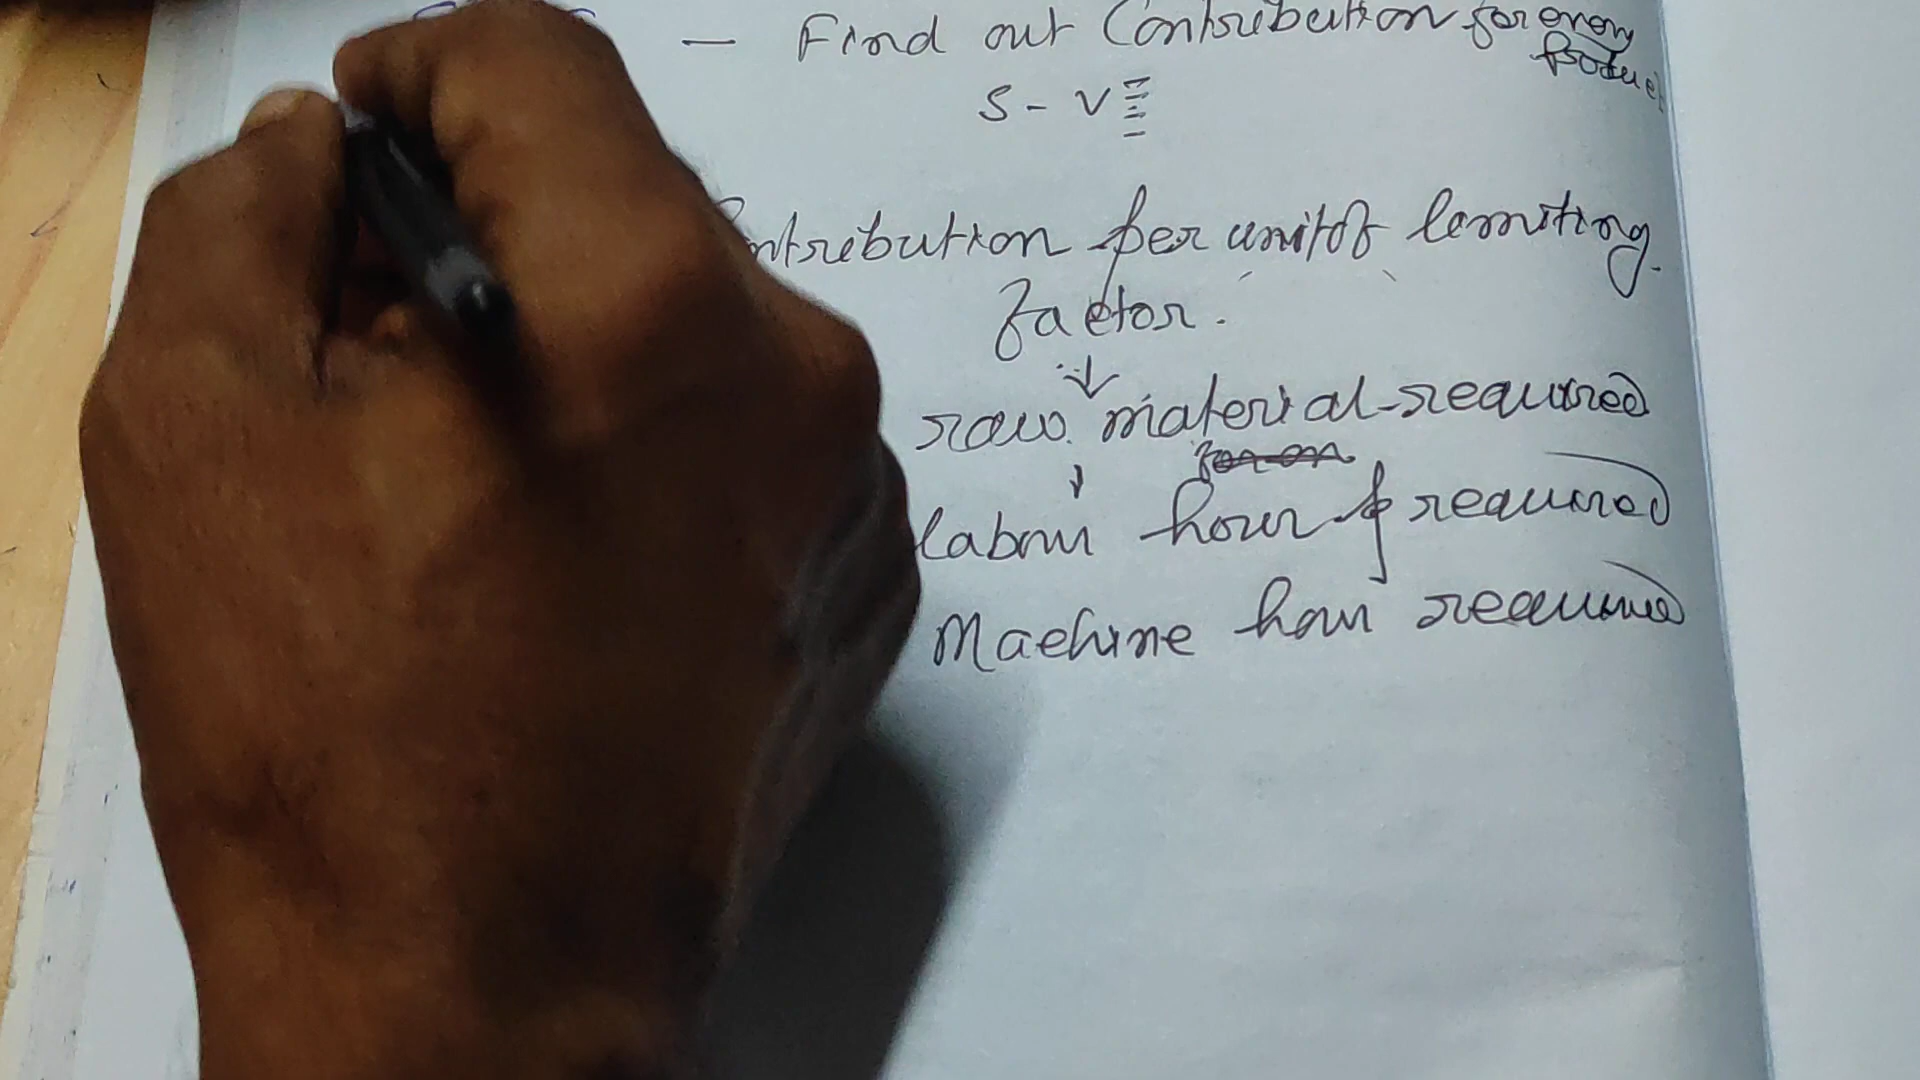 — Find out Contribution for every
Product
S - V
Contribution per unit of limiting
factor.
raw material required
labour hour required
Machine hour required